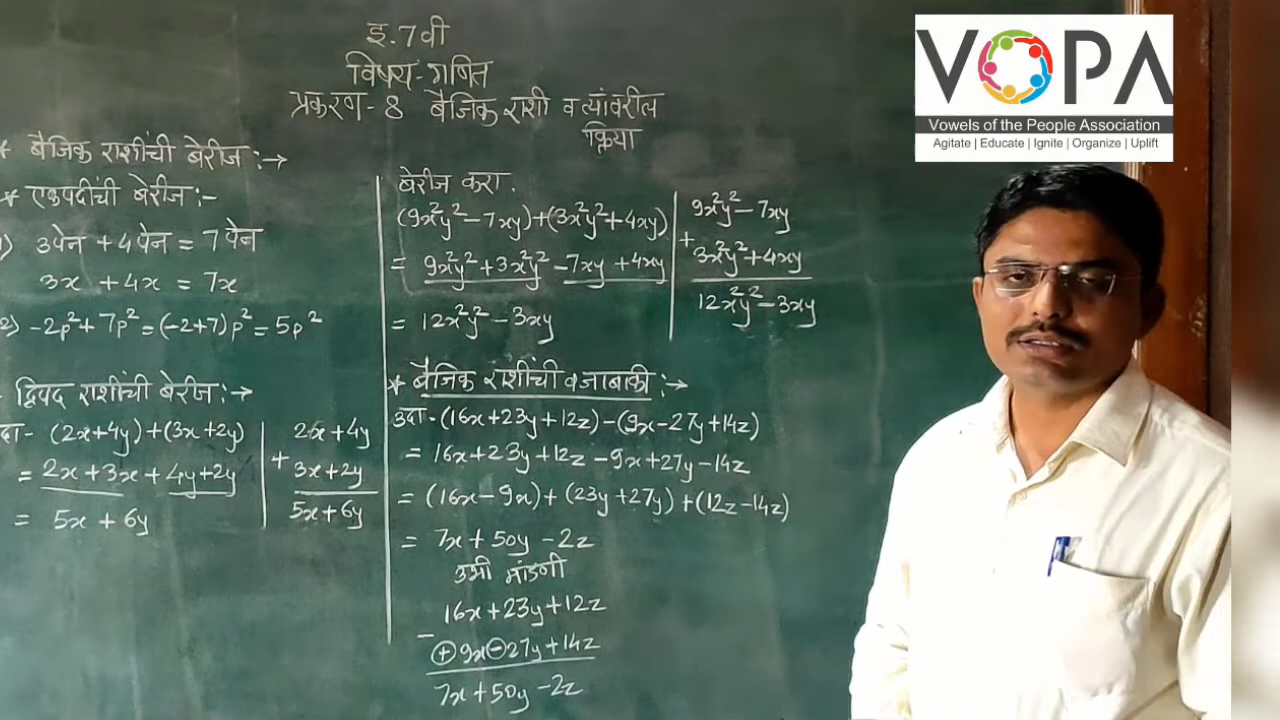 इ. 7 वी
विषय - गणित
प्रकरण - 8 बैजिक राशी व त्यांवरील
क्रिया
* बैजिक राशींची बेरीज :→
* एकपदींची बेरीज :-
1) 3 पेन + 4 पेन = 7 पेन
3x + 4x = 7x
2) -2p² + 7p² = (-2+7) p² = 5p²
द्विपद राशींची बेरीज :→
दा- (2x+4y) + (3x+2y)
= 2x + 3x + 4y + 2y
= 5x + 6y
2x + 4y
+ 3x + 2y
5x + 6y
बेरीज करा.
(9x²y² - 7xy) + (3x²y² + 4xy)
= 9x²y² + 3x²y² - 7xy + 4xy
= 12x²y² - 3xy
9x²y² - 7xy
+ 3x²y² + 4xy
12x²y² - 3xy
* बैजिक राशींची वजाबाकी :→
उदा- (16x+23y+12z) - (9x-27y+14z)
= 16x+23y+12z - 9x+27y-14z
= (16x-9x) + (23y+27y) + (12z-14z)
= 7x + 50y - 2z
उभी मांडणी
16x+23y+12z
- ⊕ 9x ⊖ 27y + 14z
7x + 50y - 2z
VOPA
Vowels of the People Association
Agitate | Educate | Ignite | Organize | Uplift